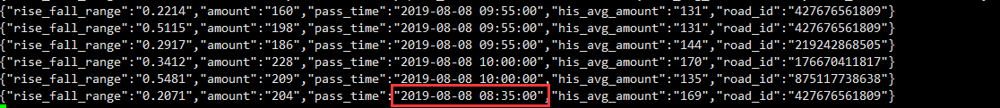 {"rise_fall_range":"0.2214","amount":"160","pass_time":"2019-08-08 09:55:00","his_avg_amount":"131","road_id":"427676561809"}
{"rise_fall_range":"0.5115","amount":"198","pass_time":"2019-08-08 09:55:00","his_avg_amount":"131","road_id":"427676561809"}
{"rise_fall_range":"0.2917","amount":"186","pass_time":"2019-08-08 09:55:00","his_avg_amount":"144","road_id":"219242868505"}
{"rise_fall_range":"0.3412","amount":"228","pass_time":"2019-08-08 10:00:00","his_avg_amount":"170","road_id":"176670411817"}
{"rise_fall_range":"0.5481","amount":"209","pass_time":"2019-08-08 10:00:00","his_avg_amount":"135","road_id":"875117738638"}
{"rise_fall_range":"0.2071","amount":"204","pass_time":"2019-08-08 08:35:00","his_avg_amount":"169","road_id":"427676561809"}